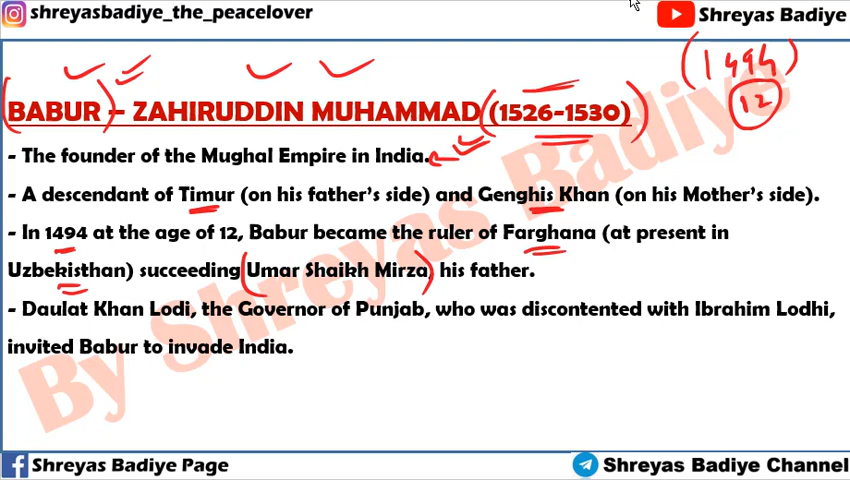 shreyasbadiye_the_peacelover
Shreyas Badiye
(1494)
12
BABUR – ZAHIRUDDIN MUHAMMAD (1526-1530)
- The founder of the Mughal Empire in India.
- A descendant of Timur (on his father's side) and Genghis Khan (on his Mother's side).
- In 1494 at the age of 12, Babur became the ruler of Farghana (at present in
Uzbekisthan) succeeding Umar Shaikh Mirza, his father.
- Daulat Khan Lodi, the Governor of Punjab, who was discontented with Ibrahim Lodhi,
invited Babur to invade India.
By Shreyas Badiye
Shreyas Badiye Page
Shreyas Badiye Channel